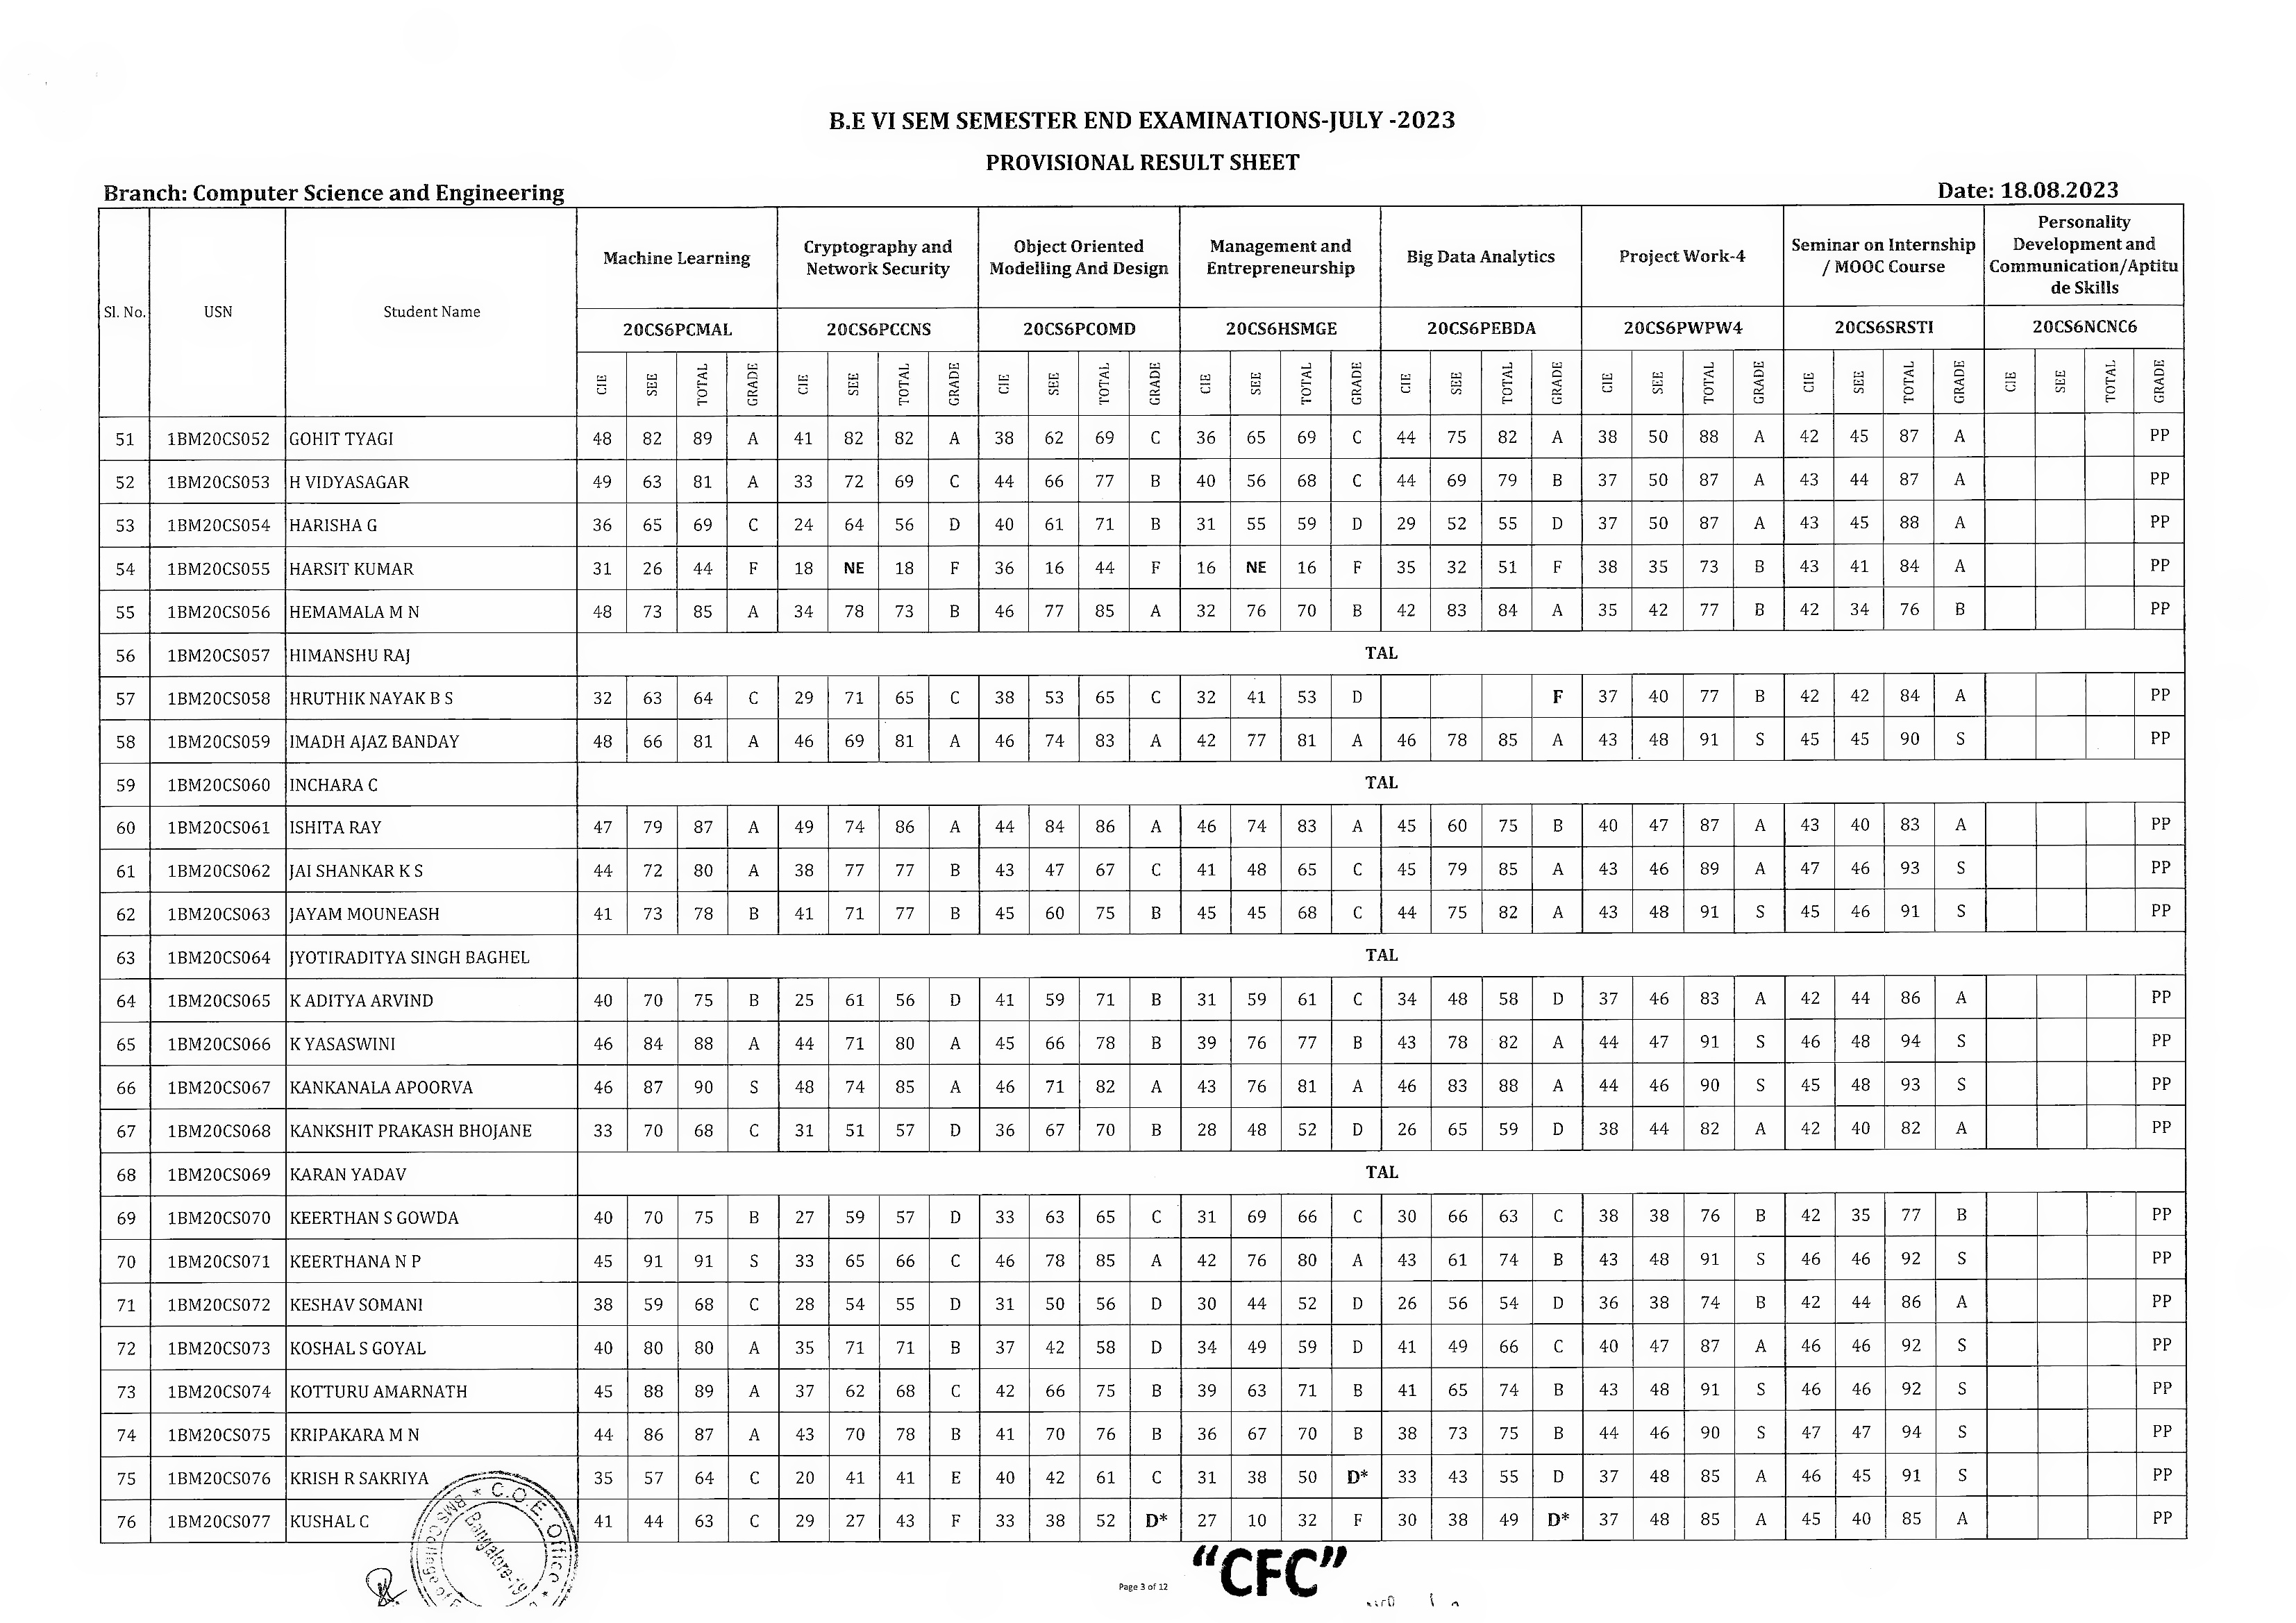 B.E VI SEM SEMESTER END EXAMINATIONS-JULY -2023
PROVISIONAL RESULT SHEET
Branch: Computer Science and Engineering Date: 18.08.2023
Sl. No. USN Student Name Machine Learning Cryptography and Network Security Object Oriented Modelling And Design Management and Entrepreneurship Big Data Analytics Project Work-4 Seminar on Internship / MOOC Course Personality Development and Communication/Aptitu de Skills
20CS6PCMAL 20CS6PCCNS 20CS6PCOMD 20CS6HSMGE 20CS6PEBDA 20CS6PWPW4 20CS6SRSTI 20CS6NCNC6
CIE SEE TOTAL GRADE CIE SEE TOTAL GRADE CIE SEE TOTAL GRADE CIE SEE TOTAL GRADE CIE SEE TOTAL GRADE CIE SEE TOTAL GRADE CIE SEE TOTAL GRADE CIE SEE TOTAL GRADE
51 1BM20CS052 GOHIT TYAGI 48 82 89 A 41 82 82 A 38 62 69 C 36 65 69 C 44 75 82 A 38 50 88 A 42 45 87 A PP
52 1BM20CS053 H VIDYASAGAR 49 63 81 A 33 72 69 C 44 66 77 B 40 56 68 C 44 69 79 B 37 50 87 A 43 44 87 A PP
53 1BM20CS054 HARISHA G 36 65 69 C 24 64 56 D 40 61 71 B 31 55 59 D 29 52 55 D 37 50 87 A 43 45 88 A PP
54 1BM20CS055 HARSIT KUMAR 31 26 44 F 18 NE 18 F 36 16 44 F 16 NE 16 F 35 32 51 F 38 35 73 B 43 41 84 A PP
55 1BM20CS056 HEMAMALA M N 48 73 85 A 34 78 73 B 46 77 85 A 32 76 70 B 42 83 84 A 35 42 77 B 42 34 76 B PP
56 1BM20CS057 HIMANSHU RAJ TAL
57 1BM20CS058 HRUTHIK NAYAK B S 32 63 64 C 29 71 65 C 38 53 65 C 32 41 53 D F 37 40 77 B 42 42 84 A PP
58 1BM20CS059 IMADH AJAZ BANDAY 48 66 81 A 46 69 81 A 46 74 83 A 42 77 81 A 46 78 85 A 43 48 91 S 45 45 90 S PP
59 1BM20CS060 INCHARA C TAL
60 1BM20CS061 ISHITA RAY 47 79 87 A 49 74 86 A 44 84 86 A 46 74 83 A 45 60 75 B 40 47 87 A 43 40 83 A PP
61 1BM20CS062 JAI SHANKAR K S 44 72 80 A 38 77 77 B 43 47 67 C 41 48 65 C 45 79 85 A 43 46 89 A 47 46 93 S PP
62 1BM20CS063 JAYAM MOUNEASH 41 73 78 B 41 71 77 B 45 60 75 B 45 45 68 C 44 75 82 A 43 48 91 S 45 46 91 S PP
63 1BM20CS064 JYOTIRADITYA SINGH BAGHEL TAL
64 1BM20CS065 K ADITYA ARVIND 40 70 75 B 25 61 56 D 41 59 71 B 31 59 61 C 34 48 58 D 37 46 83 A 42 44 86 A PP
65 1BM20CS066 K YASASWINI 46 84 88 A 44 71 80 A 45 66 78 B 39 76 77 B 43 78 82 A 44 47 91 S 46 48 94 S PP
66 1BM20CS067 KANKANALA APOORVA 46 87 90 S 48 74 85 A 46 71 82 A 43 76 81 A 46 83 88 A 44 46 90 S 45 48 93 S PP
67 1BM20CS068 KANKSHIT PRAKASH BHOJANE 33 70 68 C 31 51 57 D 36 67 70 B 28 48 52 D 26 65 59 D 38 44 82 A 42 40 82 A PP
68 1BM20CS069 KARAN YADAV TAL
69 1BM20CS070 KEERTHAN S GOWDA 40 70 75 B 27 59 57 D 33 63 65 C 31 69 66 C 30 66 63 C 38 38 76 B 42 35 77 B PP
70 1BM20CS071 KEERTHANA N P 45 91 91 S 33 65 66 C 46 78 85 A 42 76 80 A 43 61 74 B 43 48 91 S 46 46 92 S PP
71 1BM20CS072 KESHAV SOMANI 38 59 68 C 28 54 55 D 31 50 56 D 30 44 52 D 26 56 54 D 36 38 74 B 42 44 86 A PP
72 1BM20CS073 KOSHAL S GOYAL 40 80 80 A 35 71 71 B 37 42 58 D 34 49 59 D 41 49 66 C 40 47 87 A 46 46 92 S PP
73 1BM20CS074 KOTTURU AMARNATH 45 88 89 A 37 62 68 C 42 66 75 B 39 63 71 B 41 65 74 B 43 48 91 S 46 46 92 S PP
74 1BM20CS075 KRIPAKARA M N 44 86 87 A 43 70 78 B 41 70 76 B 36 67 70 B 38 73 75 B 44 46 90 S 47 47 94 S PP
75 1BM20CS076 KRISH R SAKRIYA 35 57 64 C 20 41 41 E 40 42 61 C 31 38 50 D* 33 43 55 D 37 48 85 A 46 45 91 S PP
76 1BM20CS077 KUSHAL C 41 44 63 C 29 27 43 F 33 38 52 D* 27 10 32 F 30 38 49 D* 37 48 85 A 45 40 85 A PP
C.O.E. Office * BMS College of
Bangalore-19
Page 3 of 12
“CFC”